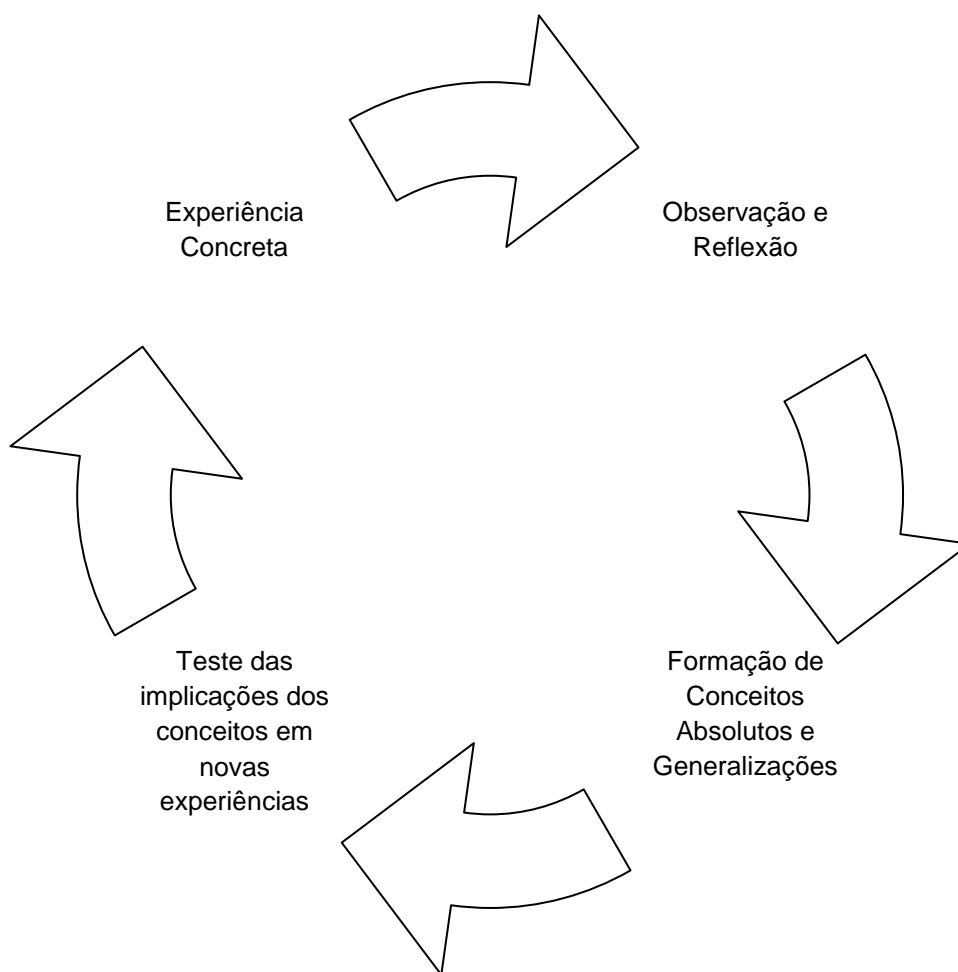 Experiência
Concreta
Observação e
Reflexão
Teste das
implicações dos
conceitos em
novas
experiências
Formação de
Conceitos
Absolutos e
Generalizações